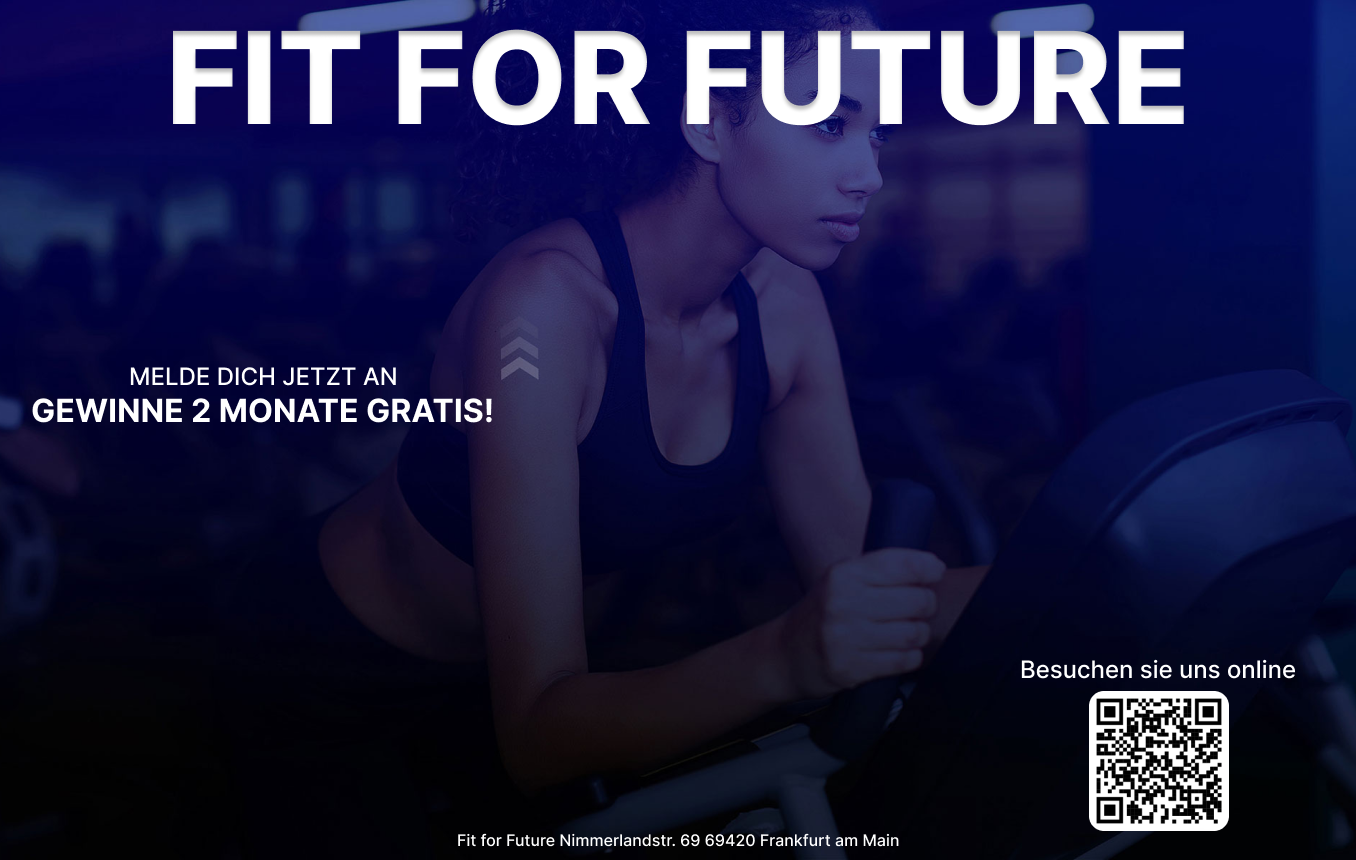 FIT FOR FUTURE
MELDE DICH JETZT AN
GEWINNE 2 MONATE GRATIS!
Besuchen sie uns online
Fit for Future Nimmerlandstr. 69 69420 Frankfurt am Main